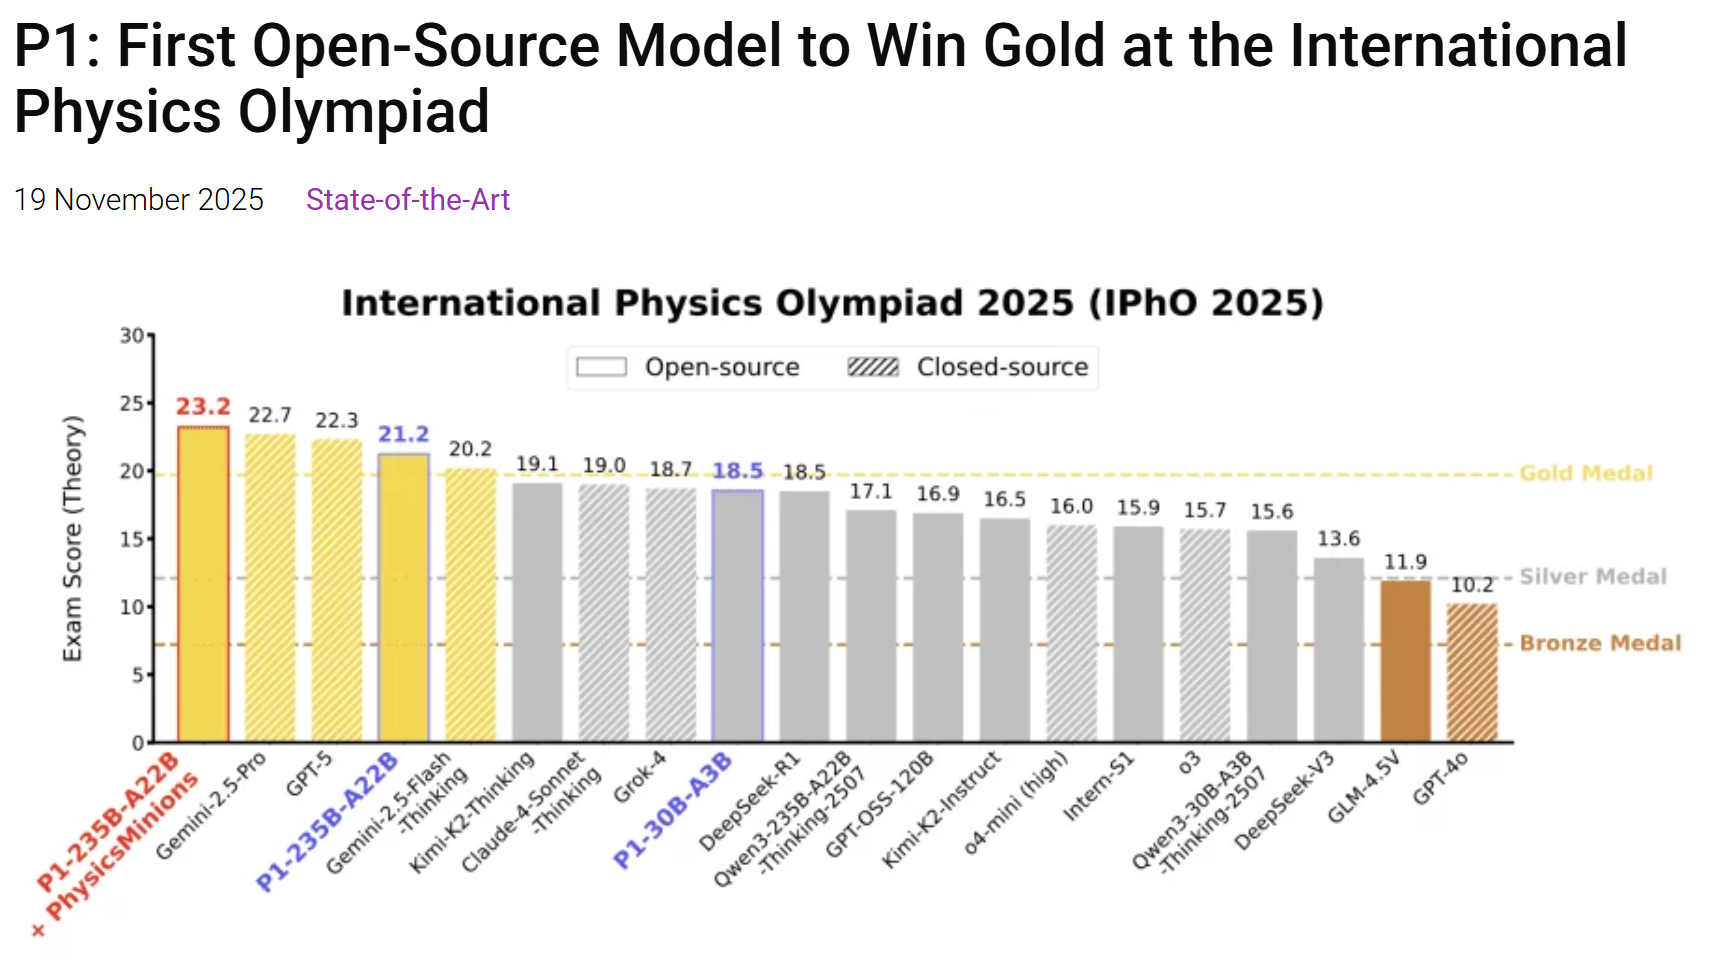 P1: First Open-Source Model to Win Gold at the International
Physics Olympiad
19 November 2025 State-of-the-Art
International Physics Olympiad 2025 (IPhO 2025)
Open-source Closed-source
Exam Score (Theory)
30
25
20
15
10
5
0
23.2
22.7
22.3
21.2
20.2
19.1
19.0
18.7
18.5
18.5
17.1
16.9
16.5
16.0
15.9
15.7
15.6
13.6
11.9
10.2
Gold Medal
Silver Medal
Bronze Medal
P1-235B-A22B
+ PhysicsMinions
Gemini-2.5-Pro
GPT-5
P1-235B-A22B
Gemini-2.5-Flash
-Thinking
Kimi-K2-Thinking
Claude-4-Sonnet
-Thinking
Grok-4
P1-30B-A3B
DeepSeek-R1
Qwen3-235B-A22B
-Thinking-2507
GPT-OSS-120B
Kimi-K2-Instruct
o4-mini (high)
Intern-S1
o3
Qwen3-30B-A3B
-Thinking-2507
DeepSeek-V3
GLM-4.5V
GPT-4o